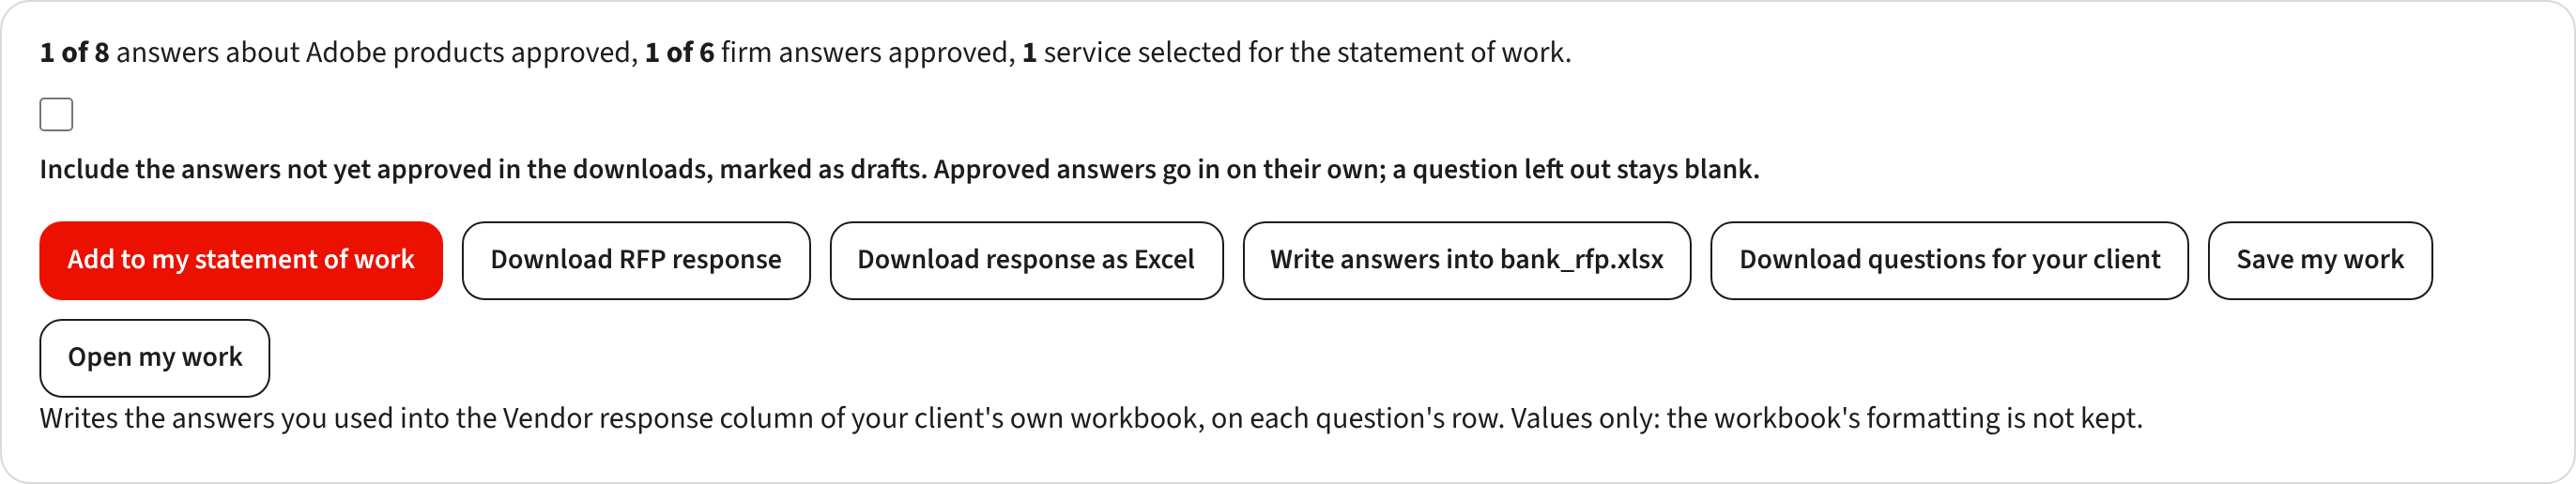 1 of 8 answers about Adobe products approved, 1 of 6 firm answers approved, 1 service selected for the statement of work.
Include the answers not yet approved in the downloads, marked as drafts. Approved answers go in on their own; a question left out stays blank.
Add to my statement of work
Download RFP response
Download response as Excel
Write answers into bank_rfp.xlsx
Download questions for your client
Save my work
Open my work
Writes the answers you used into the Vendor response column of your client's own workbook, on each question's row. Values only: the workbook's formatting is not kept.